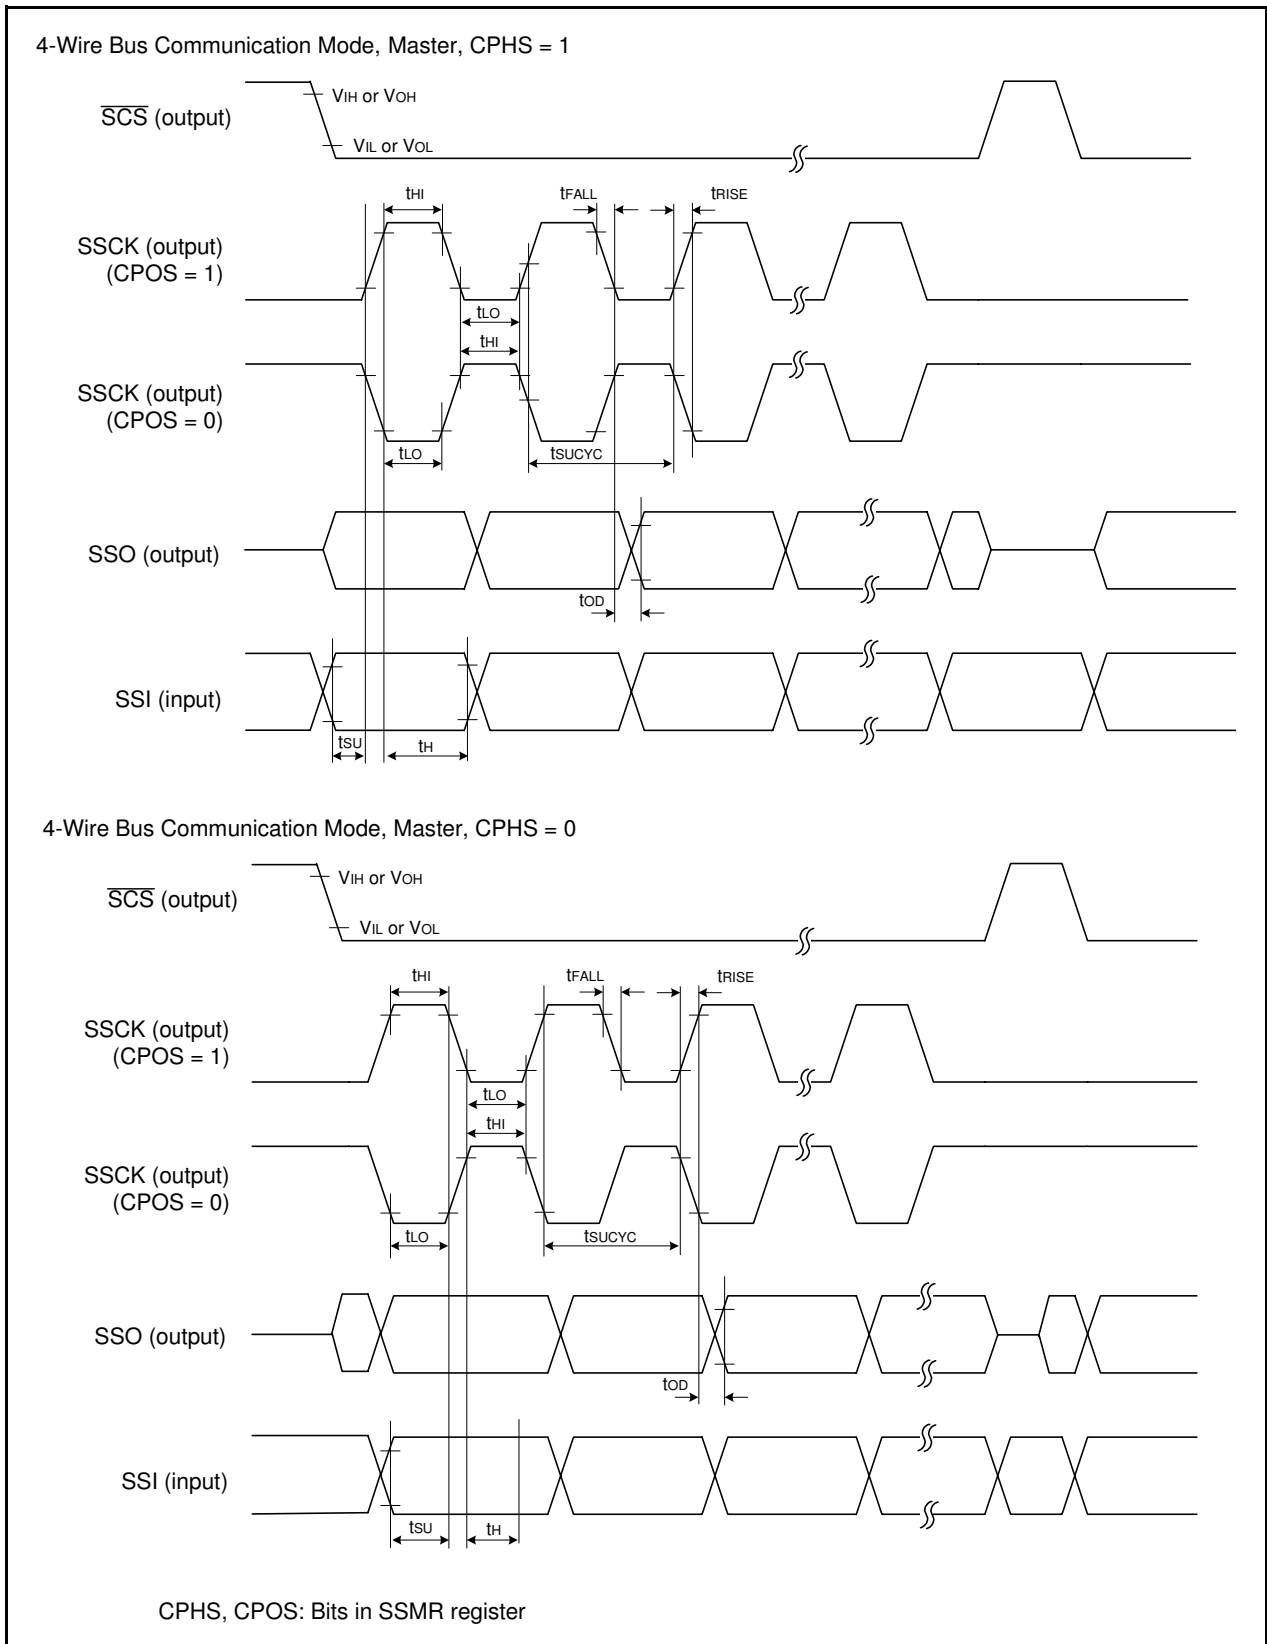 4-Wire Bus Communication Mode, Master, CPHS = 1
VIH or VOH
SCS (output)
VIL or VOL
tHI
tFALL
tRISE
SSCK (output)
(CPOS = 1)
tLO
tHI
SSCK (output)
(CPOS = 0)
tLO
tSUCYC
SSO (output)
tOD
SSI (input)
tSU
tH
4-Wire Bus Communication Mode, Master, CPHS = 0
VIH or VOH
SCS (output)
VIL or VOL
tHI
tFALL
tRISE
SSCK (output)
(CPOS = 1)
tLO
tHI
SSCK (output)
(CPOS = 0)
tLO
tSUCYC
SSO (output)
tOD
SSI (input)
tSU
tH
CPHS, CPOS: Bits in SSMR register